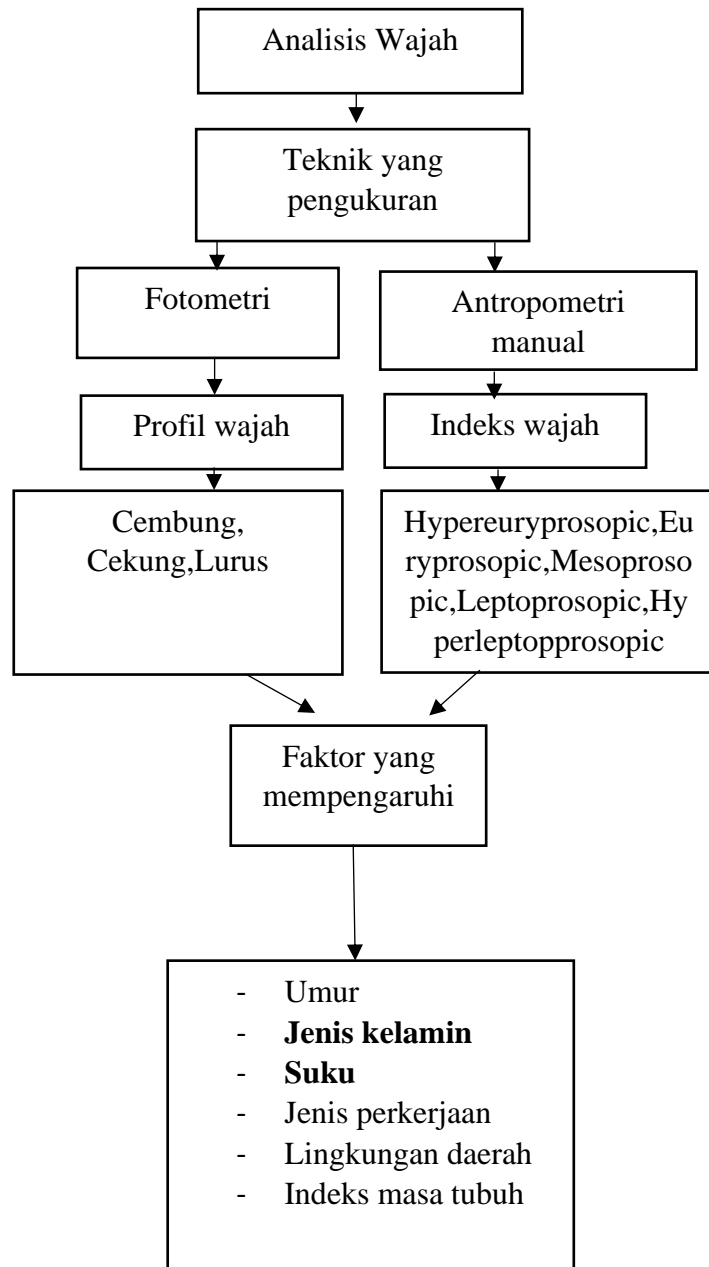 Analisis Wajah
Teknik yang
pengukuran
Fotometri
Antropometri
manual
Profil wajah
Indeks wajah
Cembung,
Cekung,Lurus
Hypereuryprosopic,Eu
ryprosopic,Mesoproso
pic,Leptoprosopic,Hy
perleptopprosopic
Faktor yang
mempengaruhi
- Umur
- Jenis kelamin
- Suku
- Jenis perkerjaan
- Lingkungan daerah
- Indeks masa tubuh